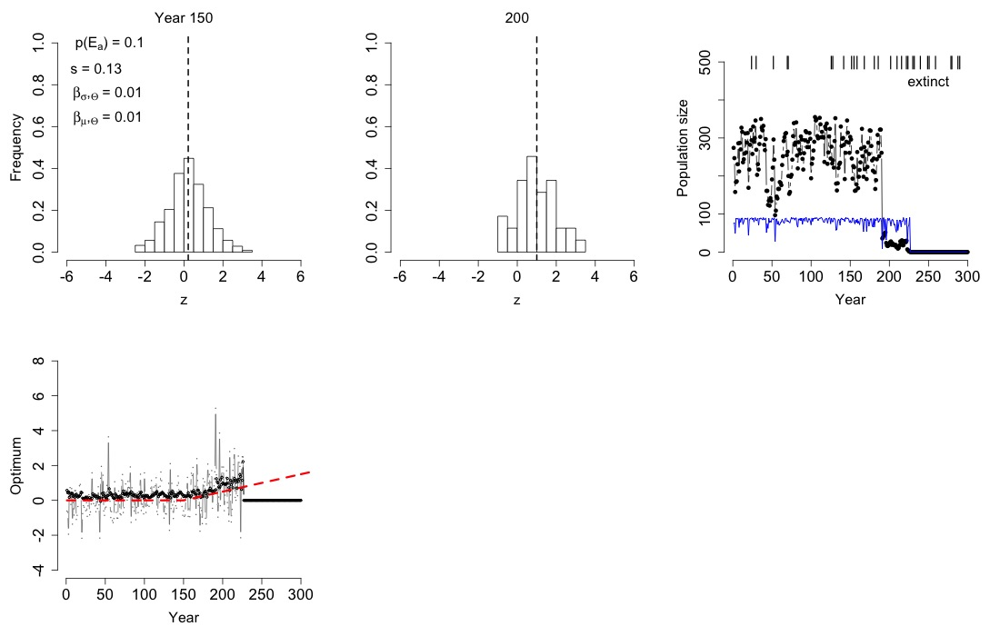 Year 150
p(Eₐ) = 0.1
s = 0.13
βσ,Θ = 0.01
βμ,Θ = 0.01
Frequency
0.0 0.2 0.4 0.6 0.8 1.0
-6 -4 -2 0 2 4 6
z
200
0.0 0.2 0.4 0.6 0.8 1.0
-6 -4 -2 0 2 4 6
z
extinct
Population size
0 100 300 500
0 50 100 150 200 250 300
Year
Optimum
-4 -2 0 2 4 6 8
0 50 100 150 200 250 300
Year